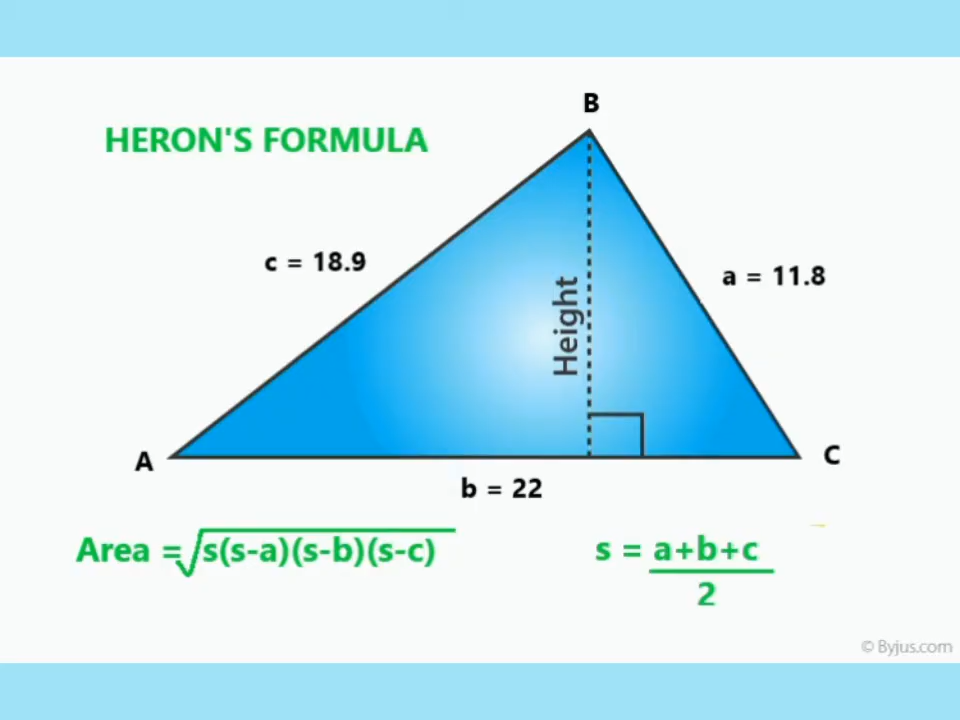 B
HERON'S FORMULA
c = 18.9
a = 11.8
Height
A
C
b = 22
Area = √s(s-a)(s-b)(s-c)
s = a+b+c
2
© Byjus.com